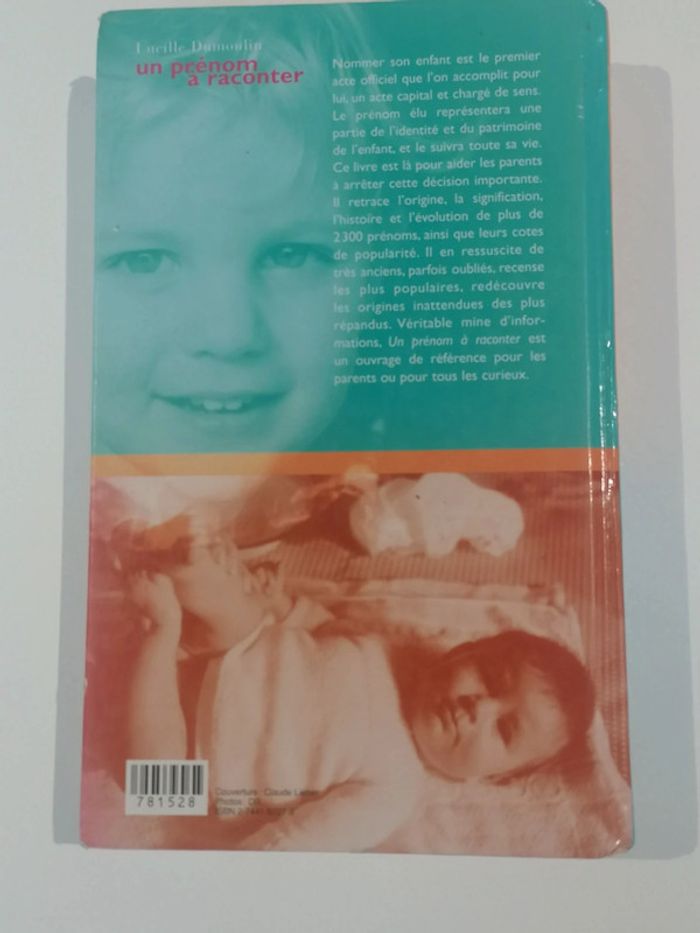 Lucille Dumoulin
un prénom
à raconter
Nommer son enfant est le premier
acte officiel que l'on accomplit pour
lui, un acte capital et chargé de sens.
Le prénom élu représentera une
partie de l'identité et du patrimoine
de l'enfant, et le suivra toute sa vie.
Ce livre est là pour aider les parents
à arrêter cette décision importante.
Il retrace l'origine, la signification,
l'histoire et l'évolution de plus de
2300 prénoms, ainsi que leurs cotes
de popularité. Il en ressuscite de
très anciens, parfois oubliés, recense
les plus populaires, redécouvre
les origines inattendues des plus
répandus. Véritable mine d'infor-
mations, Un prénom à raconter est
un ouvrage de référence pour les
parents ou pour tous les curieux.
781528
Couverture : Claude
Photos : DR
ISBN